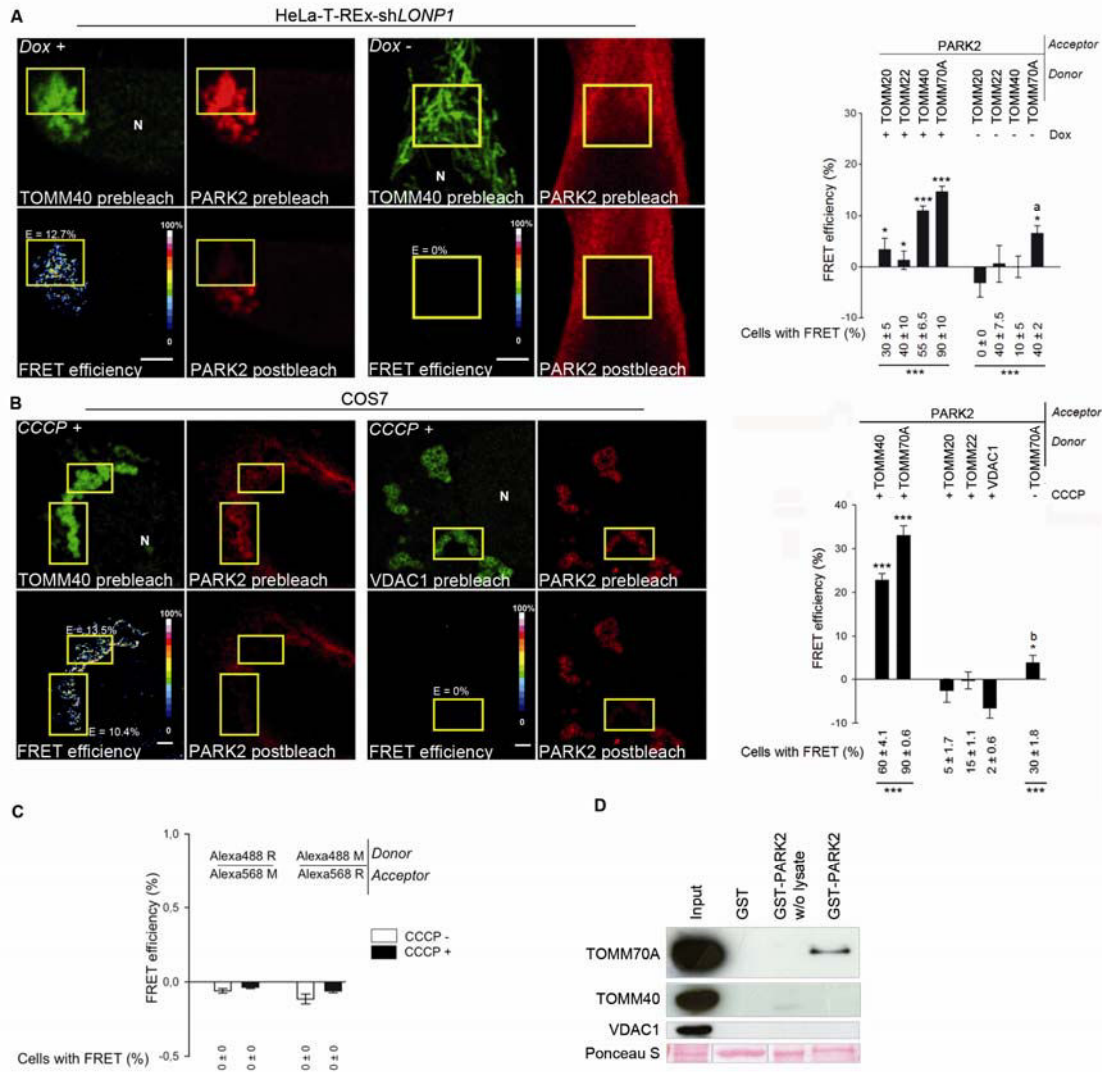 A
HeLa-T-REx-shLONP1
Dox +
N
TOMM40 prebleach
PARK2 prebleach
Dox -
N
TOMM40 prebleach
PARK2 prebleach
E = 12.7%
100%
0
FRET efficiency
PARK2 postbleach
E = 0%
100%
0
FRET efficiency
PARK2 postbleach
PARK2
Acceptor
Donor
TOMM20
TOMM22
TOMM40
TOMM70A
TOMM20
TOMM22
TOMM40
TOMM70A
+ + + + - - - - Dox
FRET efficiency (%)
30
20
10
0
-10
* * *** *** * a
Cells with FRET (%)
30 ± 5
40 ± 10
55 ± 6.5
90 ± 10
0 ± 0
40 ± 7.5
10 ± 5
40 ± 2
*** ***
B
COS7
CCCP +
N
TOMM40 prebleach
PARK2 prebleach
CCCP +
N
VDAC1 prebleach
PARK2 prebleach
E = 13.5%
E = 10.4%
100%
0
FRET efficiency
PARK2 postbleach
E = 0%
100%
0
FRET efficiency
PARK2 postbleach
PARK2
Acceptor
Donor
+ TOMM40
+ TOMM70A
+ TOMM20
+ TOMM22
+ VDAC1
- TOMM70A
CCCP
FRET efficiency (%)
40
30
20
10
0
-10
*** *** * b
Cells with FRET (%)
60 ± 4.1
90 ± 0.6
5 ± 1.7
15 ± 1.1
2 ± 0.6
30 ± 1.8
*** ***
C
FRET efficiency (%)
1,0
0,5
0,0
-0,5
Alexa488 R
Alexa568 M
Alexa488 M
Alexa568 R
Donor
Acceptor
CCCP -
CCCP +
Cells with FRET (%)
0 ± 0
0 ± 0
0 ± 0
0 ± 0
D
Input
GST
GST-PARK2 w/o lysate
GST-PARK2
TOMM70A
TOMM40
VDAC1
Ponceau S